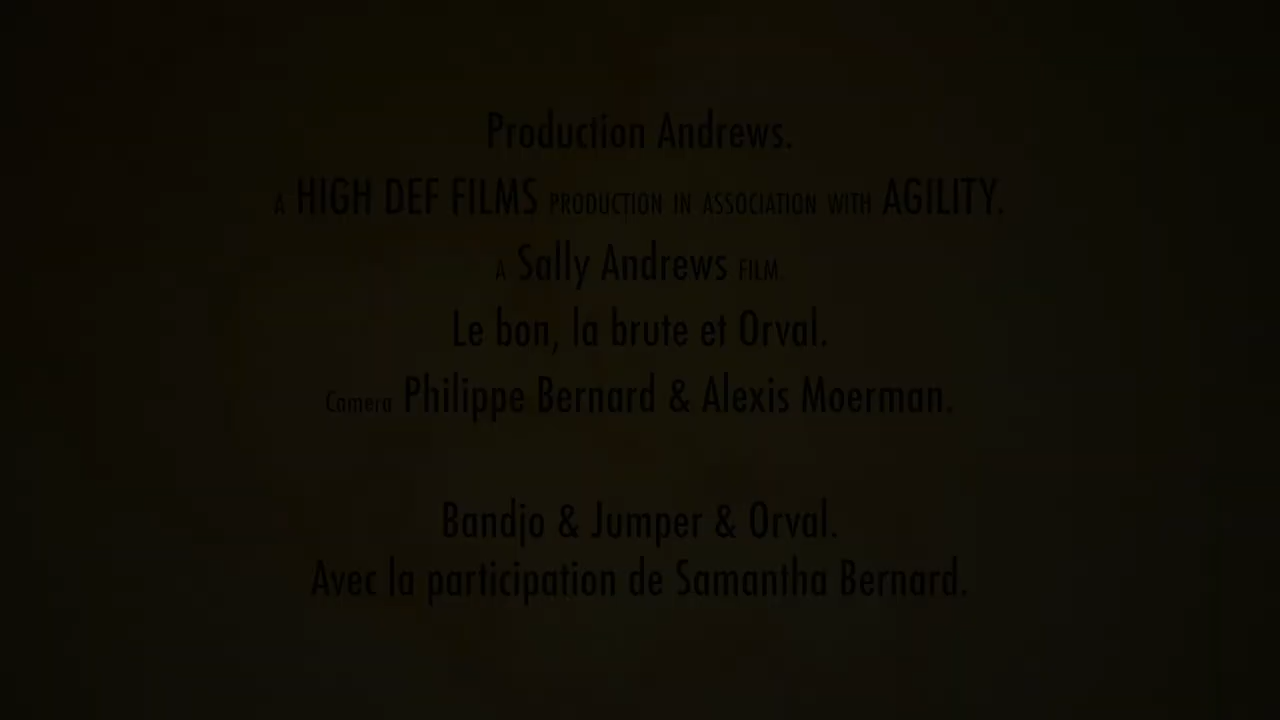 Production Andrews.
A HIGH DEF FILMS PRODUCTION IN ASSOCIATION WITH AGILITY.
A Sally Andrews FILM.
Le bon, la brute et Orval.
Camera Philippe Bernard & Alexis Moerman.
Bandjo & Jumper & Orval.
Avec la participation de Samantha Bernard.